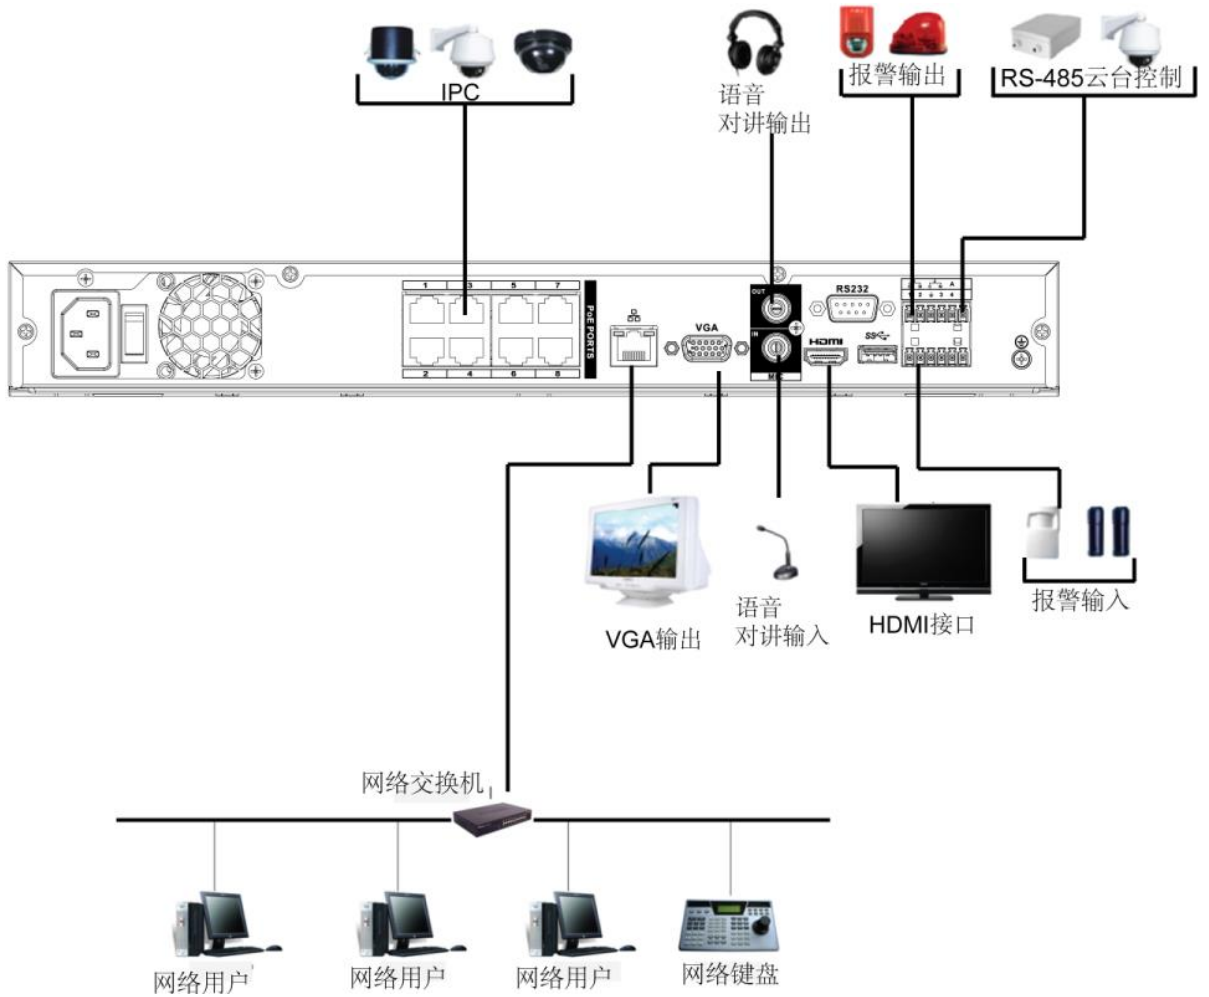 IPC
语音
对讲输出
报警输出
RS-485云台控制
1 3 5 7
PoE PORTS
2 4 6 8
VGA
OUT
IN
RS232
HDMI
SS
VGA输出
语音
对讲输入
HDMI接口
报警输入
网络交换机
网络用户
网络用户
网络用户
网络键盘